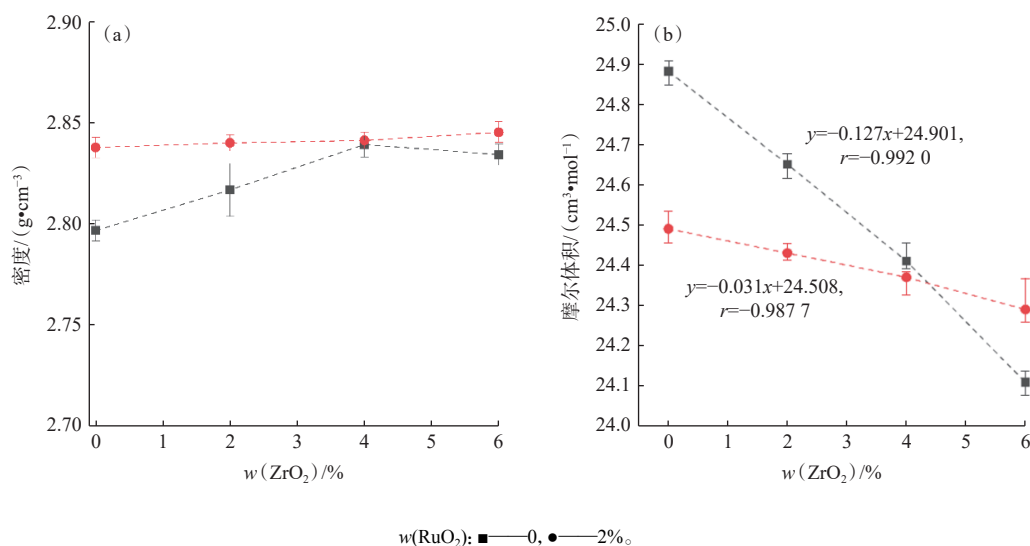 (a)
2.90
2.85
2.80
2.75
2.70
密度/(g•cm⁻³)
0 1 2 3 4 5 6
w(ZrO₂)/%
(b)
25.0
24.9
24.8
24.7
24.6
24.5
24.4
24.3
24.2
24.1
24.0
摩尔体积/(cm³•mol⁻¹)
y=−0.127x+24.901,
r=−0.992 0
y=−0.031x+24.508,
r=−0.987 7
0 1 2 3 4 5 6
w(ZrO₂)/%
w(RuO₂): ■——0, ●——2%。